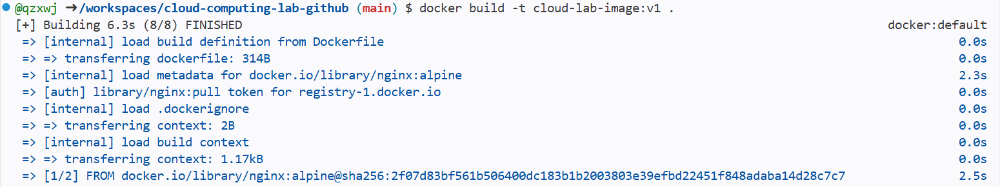 @qzxwj ➜/workspaces/cloud-computing-lab-github (main) $ docker build -t cloud-lab-image:v1 .
[+] Building 6.3s (8/8) FINISHED docker:default
=> [internal] load build definition from Dockerfile 0.0s
=> => transferring dockerfile: 314B 0.0s
=> [internal] load metadata for docker.io/library/nginx:alpine 2.3s
=> [auth] library/nginx:pull token for registry-1.docker.io 0.0s
=> [internal] load .dockerignore 0.0s
=> => transferring context: 2B 0.0s
=> [internal] load build context 0.0s
=> => transferring context: 1.17kB 0.0s
=> [1/2] FROM docker.io/library/nginx:alpine@sha256:2f07d83bf561b506400dc183b1b2003803e39efbd22451f848adaba14d28c7c7 2.5s